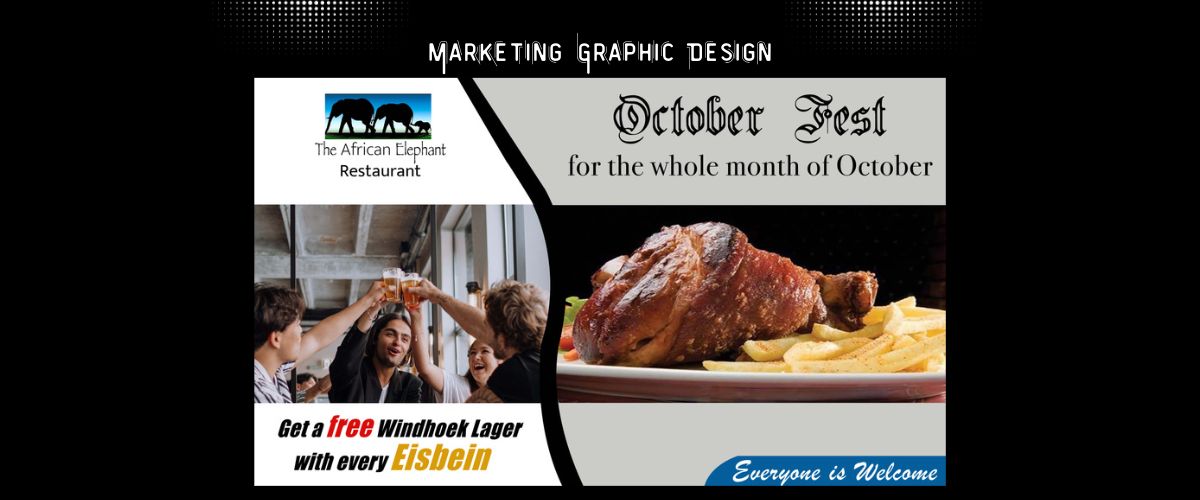 Marketing Graphic Design
The African Elephant
Restaurant
October Fest
for the whole month of October
Get a free Windhoek Lager
with every Eisbein
Everyone is Welcome